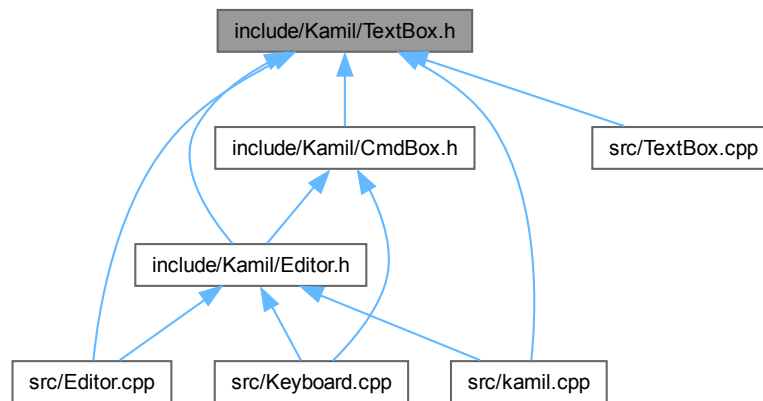 include/Kamil/TextBox.h
include/Kamil/CmdBox.h
src/TextBox.cpp
include/Kamil/Editor.h
src/Editor.cpp
src/Keyboard.cpp
src/kamil.cpp